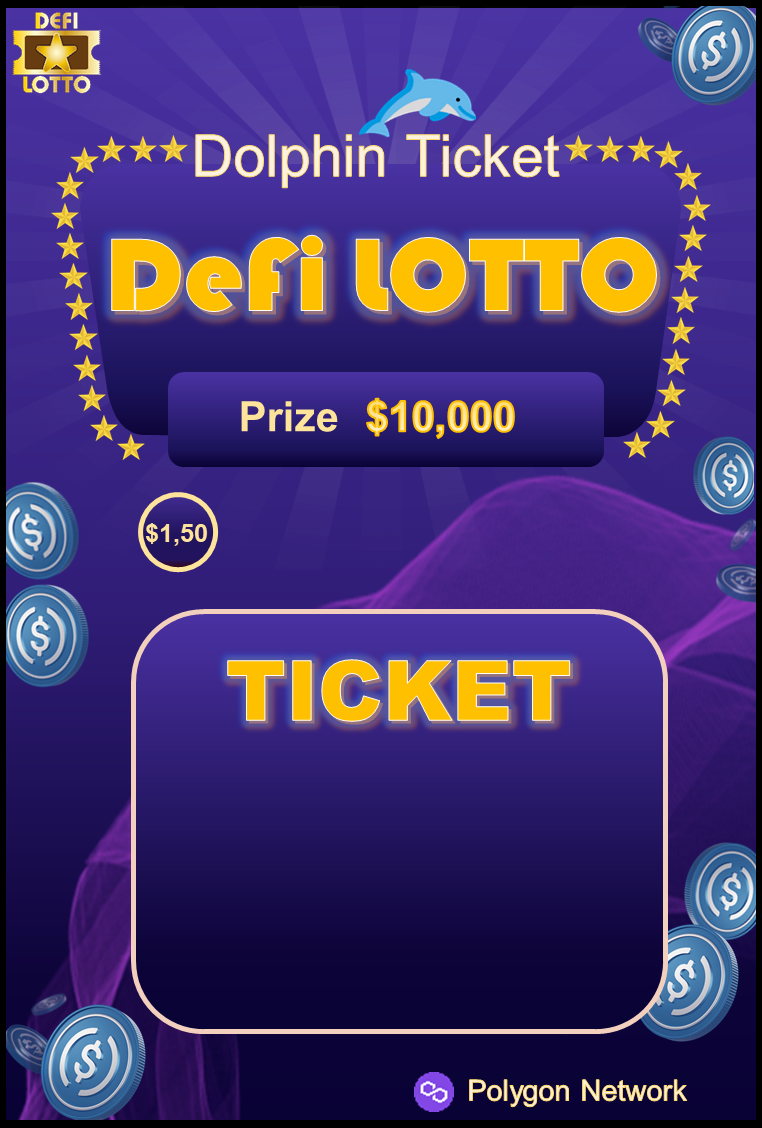 DEFI
LOTTO
Dolphin Ticket
DeFi LOTTO
Prize $10,000
$1,50
TICKET
Polygon Network